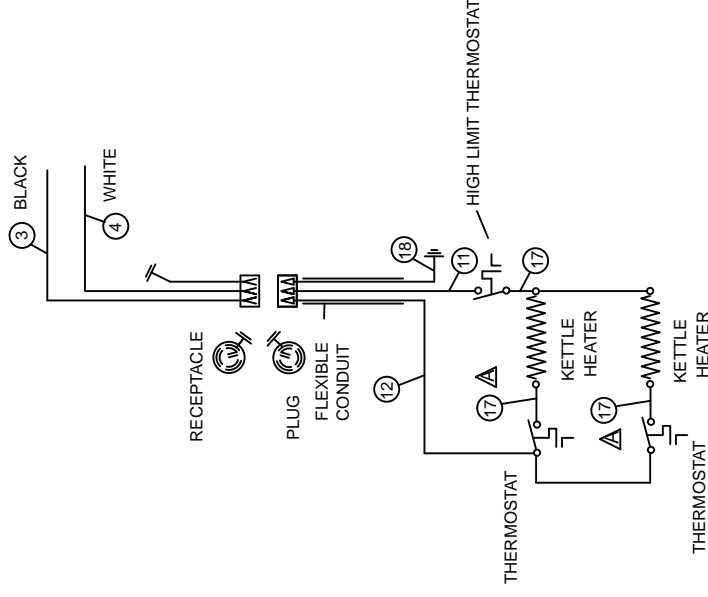 BLACK
3
WHITE
4
RECEPTACLE
PLUG
FLEXIBLE
CONDUIT
HIGH LIMIT THERMOSTAT
18
11
17
12
A
17
KETTLE
HEATER
THERMOSTAT
17
A
KETTLE
HEATER
THERMOSTAT